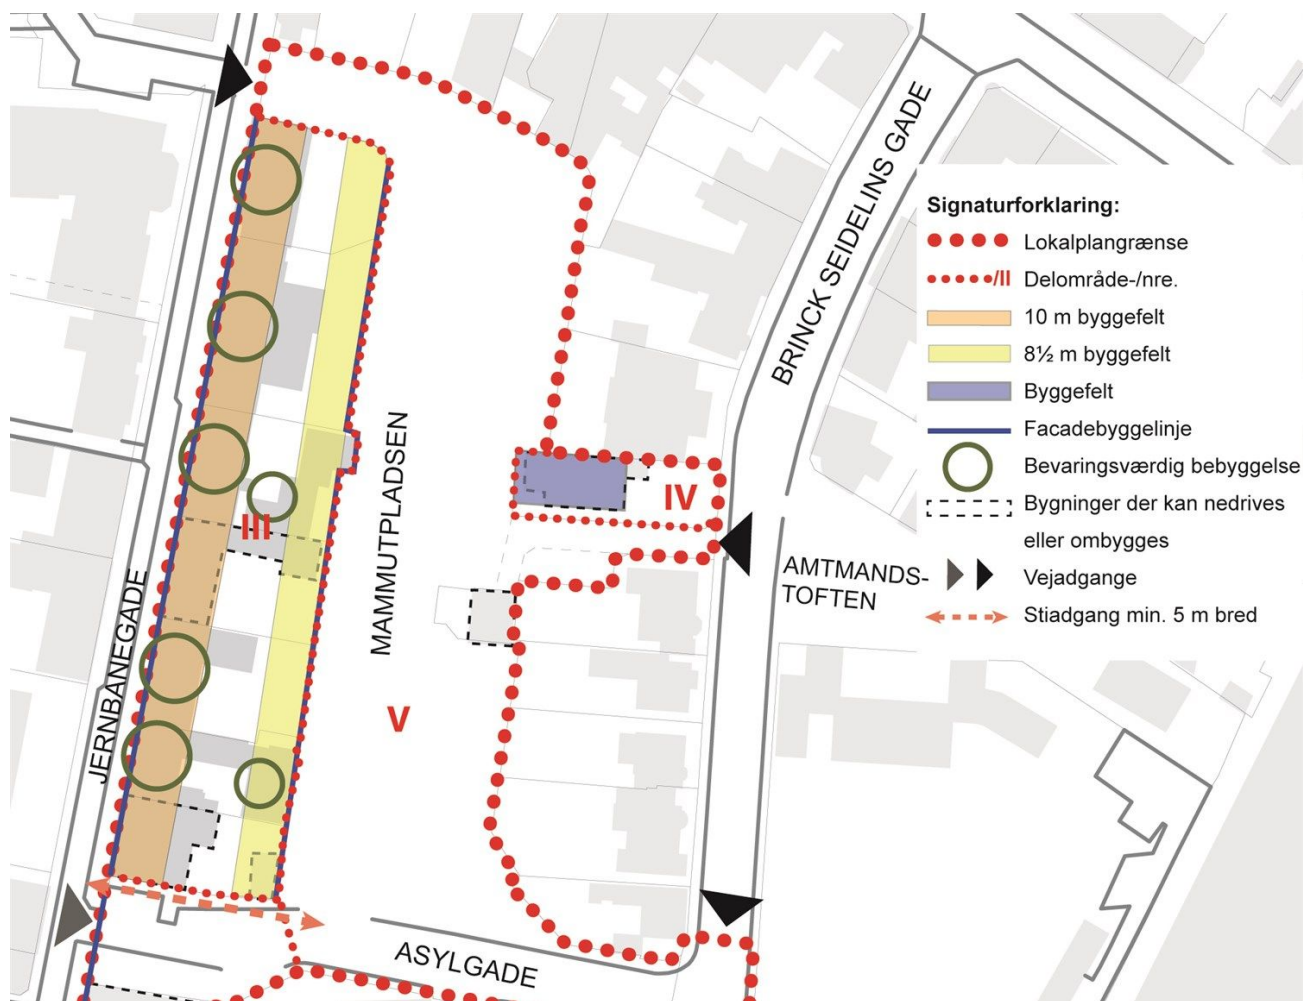 BRINCK SEIDELINS GADE
Signaturforklaring:
Lokalplangrænse
/II Delområde-/nre.
10 m byggefelt
8½ m byggefelt
Byggefelt
Facadebyggelinje
Bevaringsværdig bebyggelse
Bygninger der kan nedrives
eller ombygges
Vejadgange
Stiadgang min. 5 m bred
MAMMUTPLADSEN
IV
III
AMTMANDS-
TOFTEN
JERNBANEGADE
V
ASYLGADE